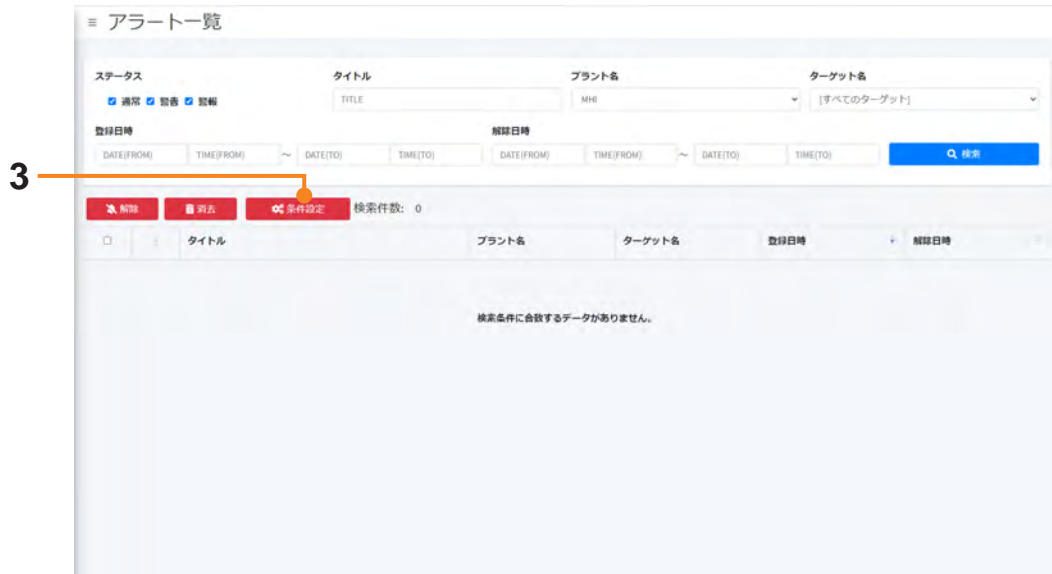 ≡ アラート一覧
ステータス タイトル プラント名 ターゲット名
通常 警告 警報 TITLE MHI [すべてのターゲット]
登録日時 解除日時
DATE(FROM) TIME(FROM) ～ DATE(TO) TIME(TO) DATE(FROM) TIME(FROM) ～ DATE(TO) TIME(TO) 検索
3
解除 消去 条件設定 検索件数: 0
タイトル プラント名 ターゲット名 登録日時 解除日時
検索条件に合致するデータがありません。